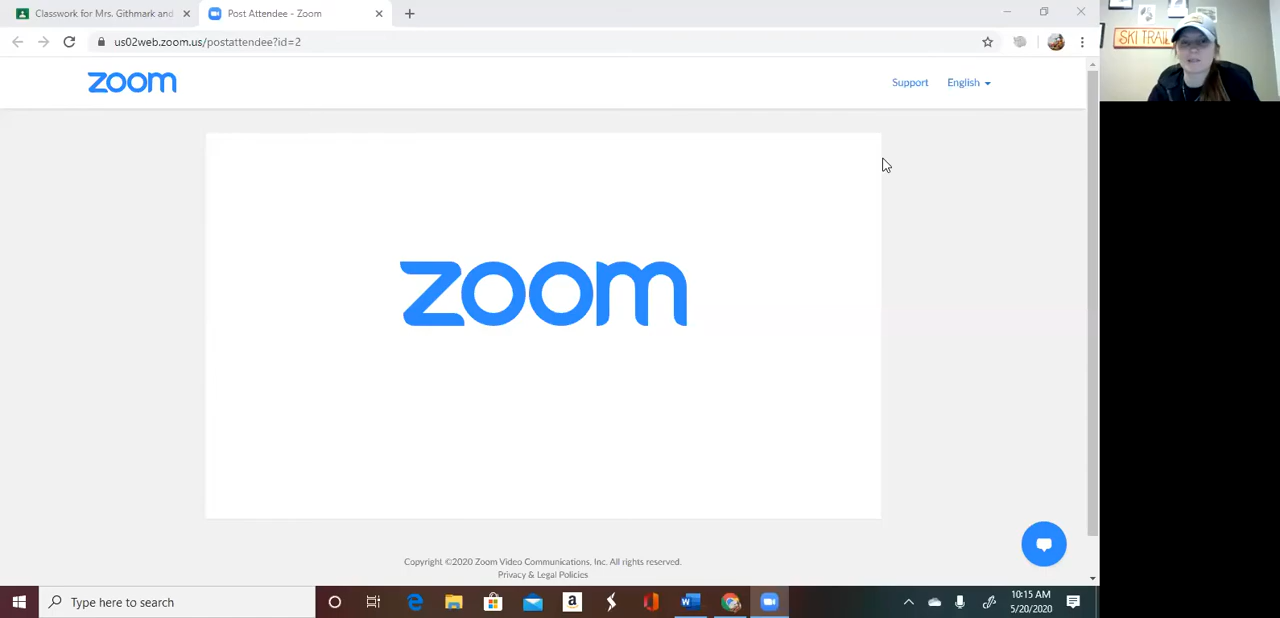 Classwork for Mrs. Githmark and
Post Attendee - Zoom
us02web.zoom.us/postattendee?id=2
zoom
Support
English
SKI TRAIL
zoom
Copyright ©2020 Zoom Video Communications, Inc. All rights reserved.
Privacy & Legal Policies
Type here to search
10:15 AM
5/20/2020